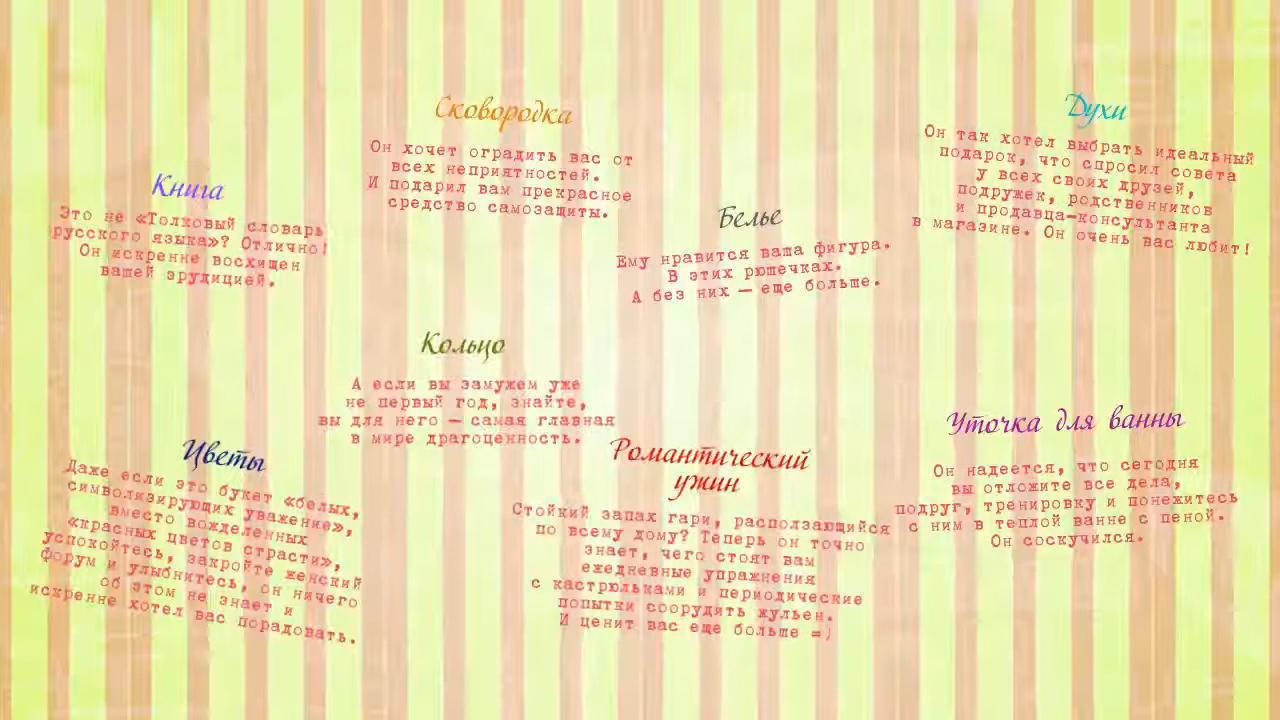 Сковородка
Он хочет оградить вас от
всех неприятностей.
И подарил вам прекрасное
средство самозащиты.
Духи
Он так хотел выбрать идеальный
подарок, что спросил совета
у всех своих друзей,
подружек, родственников
и продавца-консультанта
в магазине. Он очень вас любит!
Книга
Это не «Толковый словарь
русского языка»? Отлично!
Он искренне восхищен
вашей эрудицией.
Белье
Ему нравится ваша фигура.
В этих рюшечках.
А без них — еще больше.
Кольцо
А если вы замужем уже
не первый год, знайте,
вы для него — самая главная
в мире драгоценность.
Уточка для ванны
Он надеется, что сегодня
вы отложите все дела,
подруг, тренировку и понежитесь
с ним в теплой ванне с пеной.
Он соскучился.
Цветы
Даже если это букет «белых,
символизирующих уважение»,
вместо вожделенных
«красных цветов страсти»,
успокойтесь, закройте женский
форум и улыбнитесь, он ничего
об этом не знает и
искренне хотел вас порадовать.
Романтический
ужин
Стойкий запах гари, расползающийся
по всему дому? Теперь он точно
знает, чего стоят вам
ежедневные упражнения
с кастрюльками и периодические
попытки соорудить жульен.
И ценит вас еще больше =)